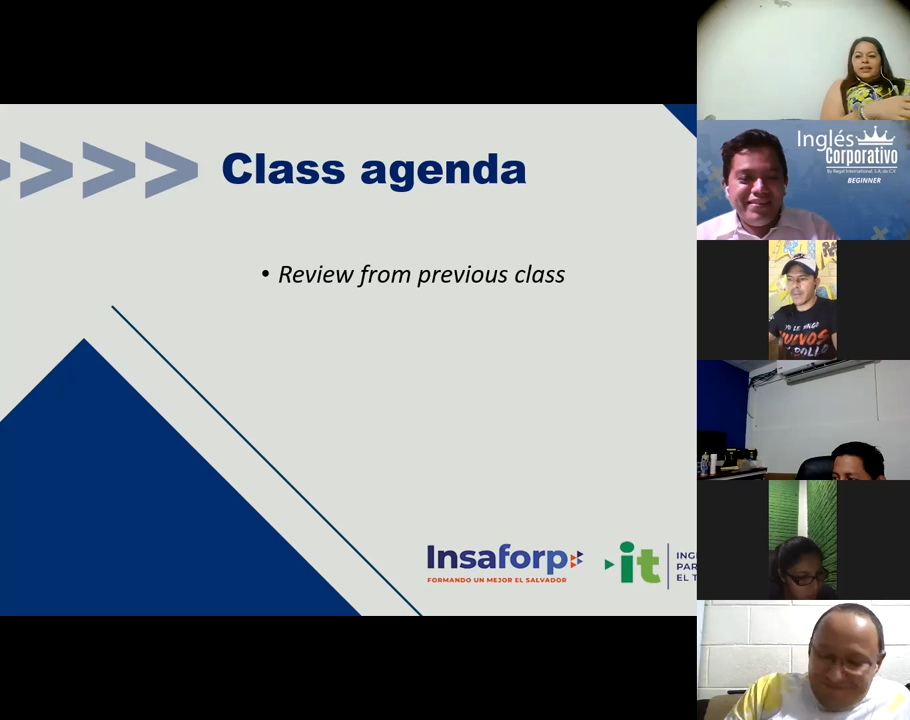 >>>>
Class agenda
• Review from previous class
Insaforp
FORMANDO UN MEJOR EL SALVADOR
it
ING
PAR
EL T
Inglés
Corporativo
By Regal International, S.A. de C.V.
BEGINNER